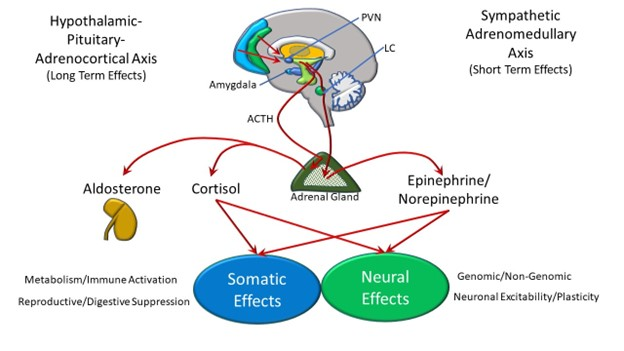 Hypothalamic-
Pituitary-
Adrenocortical Axis
(Long Term Effects)
Sympathetic
Adrenomedullary
Axis
(Short Term Effects)
PVN
LC
Amygdala
ACTH
Aldosterone
Cortisol
Adrenal Gland
Epinephrine/
Norepinephrine
Metabolism/Immune Activation
Reproductive/Digestive Suppression
Somatic
Effects
Neural
Effects
Genomic/Non-Genomic
Neuronal Excitability/Plasticity